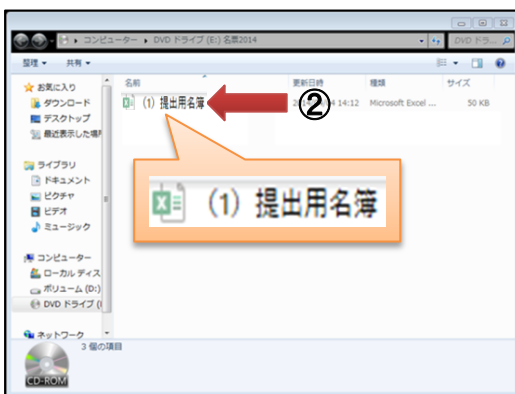 コンピューター ▸ DVD ドライブ (E:) 名票2014
DVD ドラ...
整理 ▾ 共有 ▾
名前 更新日時 種類 サイズ
(1) 提出用名簿 14:12 Microsoft Excel ... 50 KB
②
お気に入り
ダウンロード
デスクトップ
最近表示した場所
(1) 提出用名簿
ライブラリ
ドキュメント
ピクチャ
ビデオ
ミュージック
コンピューター
ローカル ディス
ボリューム (D:)
DVD ドライブ (
ネットワーク
3 個の項目
CD-ROM